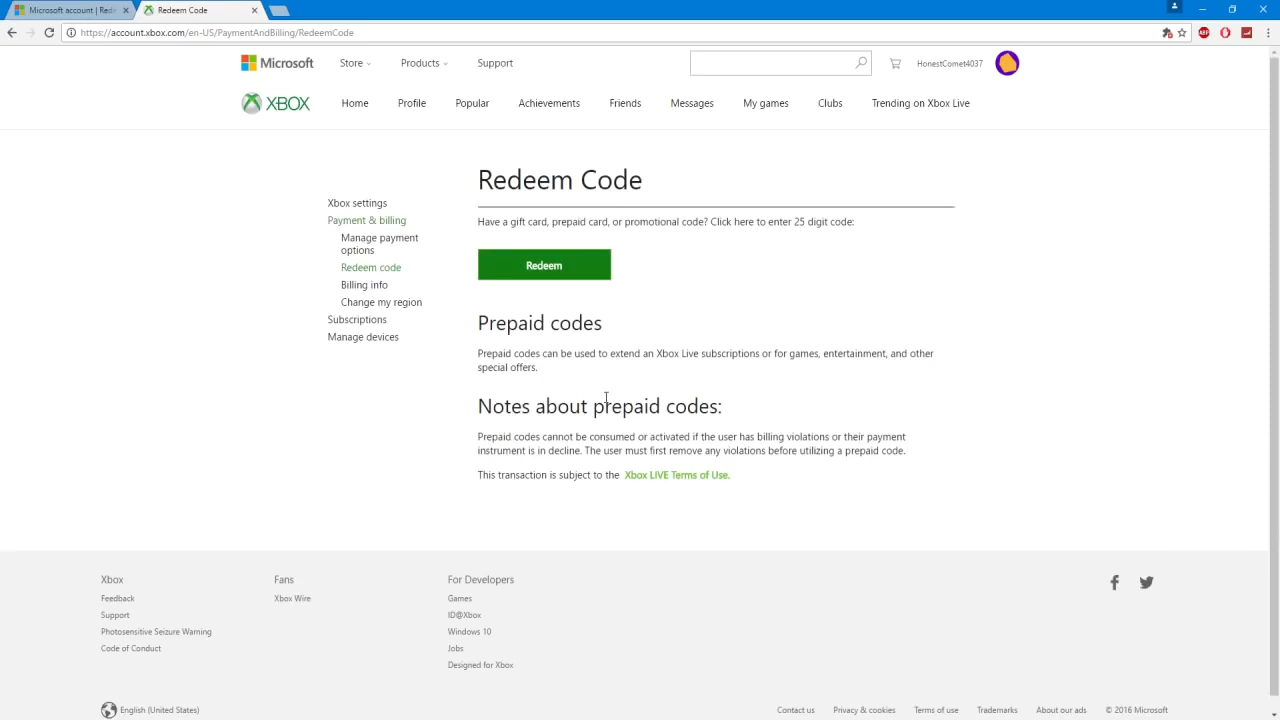 Microsoft account | Red
Redeem Code
https://account.xbox.com/en-US/PaymentAndBilling/RedeemCode
ABP
Microsoft
Store
Products
Support
HonestComet4037
XBOX
Home
Profile
Popular
Achievements
Friends
Messages
My games
Clubs
Trending on Xbox Live
Xbox settings
Payment & billing
Manage payment
options
Redeem code
Billing info
Change my region
Subscriptions
Manage devices
Redeem Code
Have a gift card, prepaid card, or promotional code? Click here to enter 25 digit code:
Redeem
Prepaid codes
Prepaid codes can be used to extend an Xbox Live subscriptions or for games, entertainment, and other
special offers.
Notes about prepaid codes:
Prepaid codes cannot be consumed or activated if the user has billing violations or their payment
instrument is in decline. The user must first remove any violations before utilizing a prepaid code.
This transaction is subject to the Xbox LIVE Terms of Use.
Xbox
Feedback
Support
Photosensitive Seizure Warning
Code of Conduct
Fans
Xbox Wire
For Developers
Games
ID@Xbox
Windows 10
Jobs
Designed for Xbox
English (United States)
Contact us
Privacy & cookies
Terms of use
Trademarks
About our ads
© 2016 Microsoft